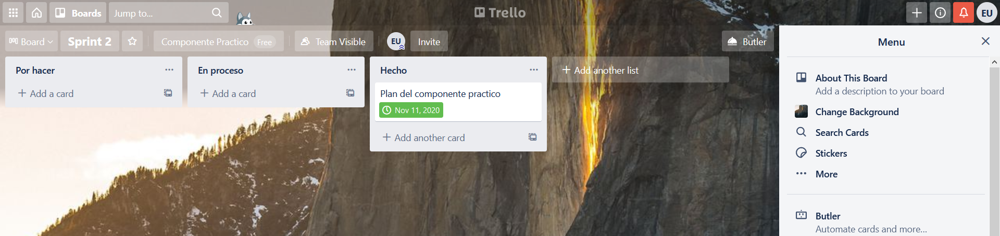 Boards
Jump to...
Trello
EU
Board
Sprint 2
Componente Practico Free
Team Visible
EU
Invite
Butler
Por hacer
Add a card
En proceso
Add a card
Hecho
Plan del componente practico
Nov 11, 2020
Add another card
Add another list
Menu
About This Board
Add a description to your board
Change Background
Search Cards
Stickers
More
Butler
Automate cards and more...